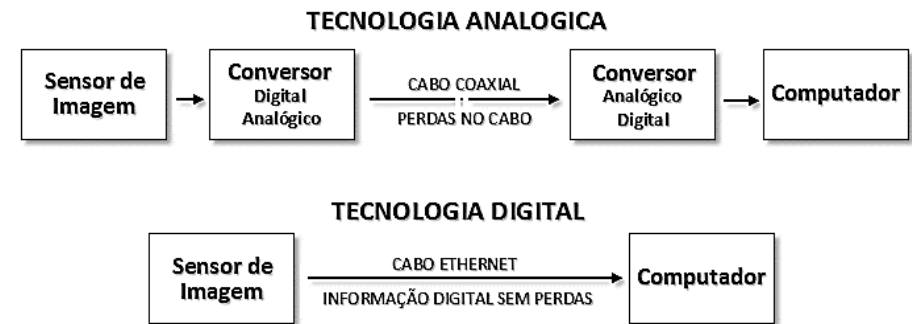 TECNOLOGIA ANALOGICA
Sensor de
Imagem
Conversor
Digital
Analógico
CABO COAXIAL
PERDAS NO CABO
Conversor
Analógico
Digital
Computador
TECNOLOGIA DIGITAL
Sensor de
Imagem
CABO ETHERNET
INFORMAÇÃO DIGITAL SEM PERDAS
Computador